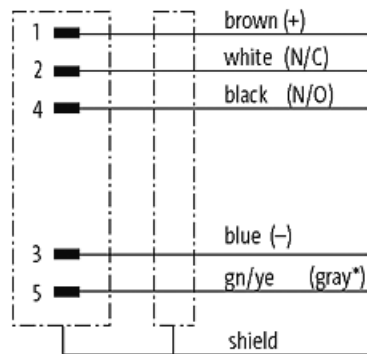 1 brown (+)
2 white (N/C)
4 black (N/O)
3 blue (–)
5 gn/ye (gray*)
shield